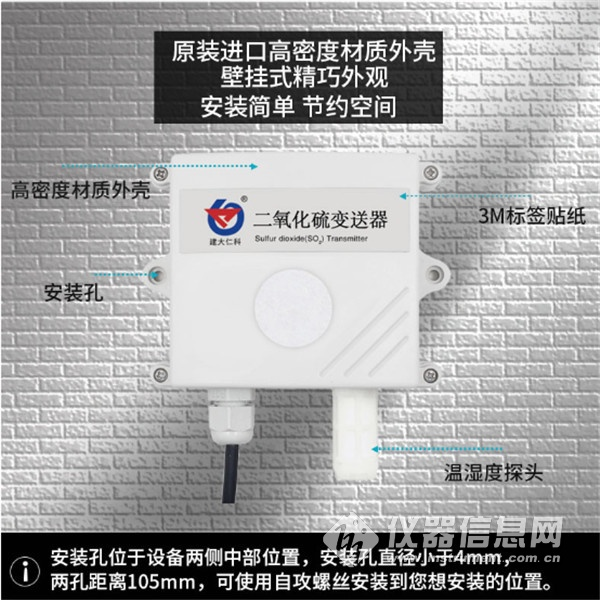 原装进口高密度材质外壳
壁挂式精巧外观
安装简单 节约空间
高密度材质外壳
3M标签贴纸
建大仁科
®
二氧化硫变送器
Sulfur dioxide(SO₂) Transmitter
安装孔
温湿度探头
仪器信息网
www.instrument.com.cn
安装孔位于设备两侧中部位置，安装孔直径小于4mm，
两孔距离105mm，可使用自攻螺丝安装到您想安装的位置。